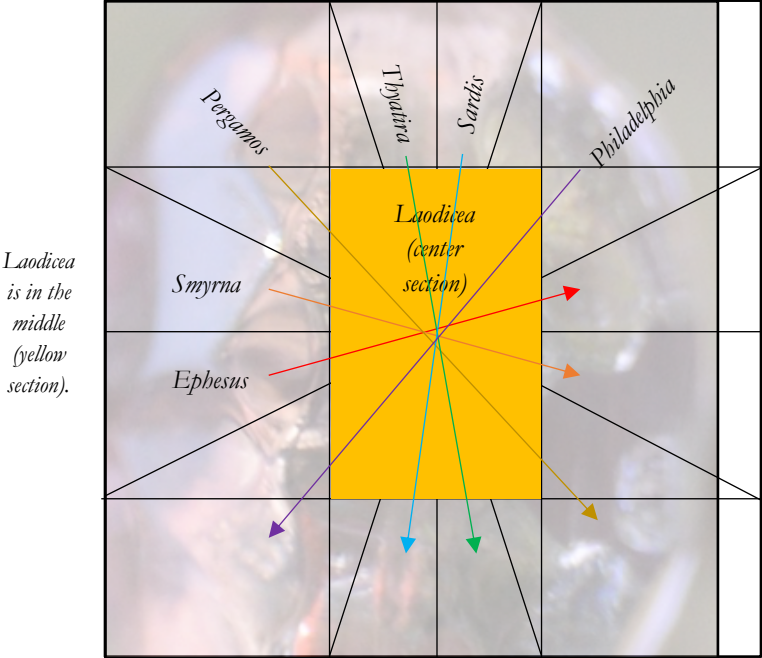 Pergamos
Thyatira
Sardis
Philadelphia
Laodicea
(center
section)
Laodicea
is in the
middle
(yellow
section).
Smyrna
Ephesus